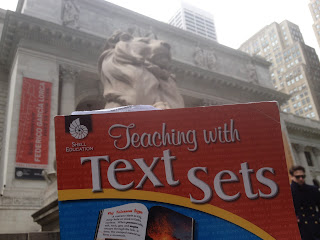 FEDERICO GARCÍA LORCA
SHELL
EDUCATION
Teaching with
Text Sets